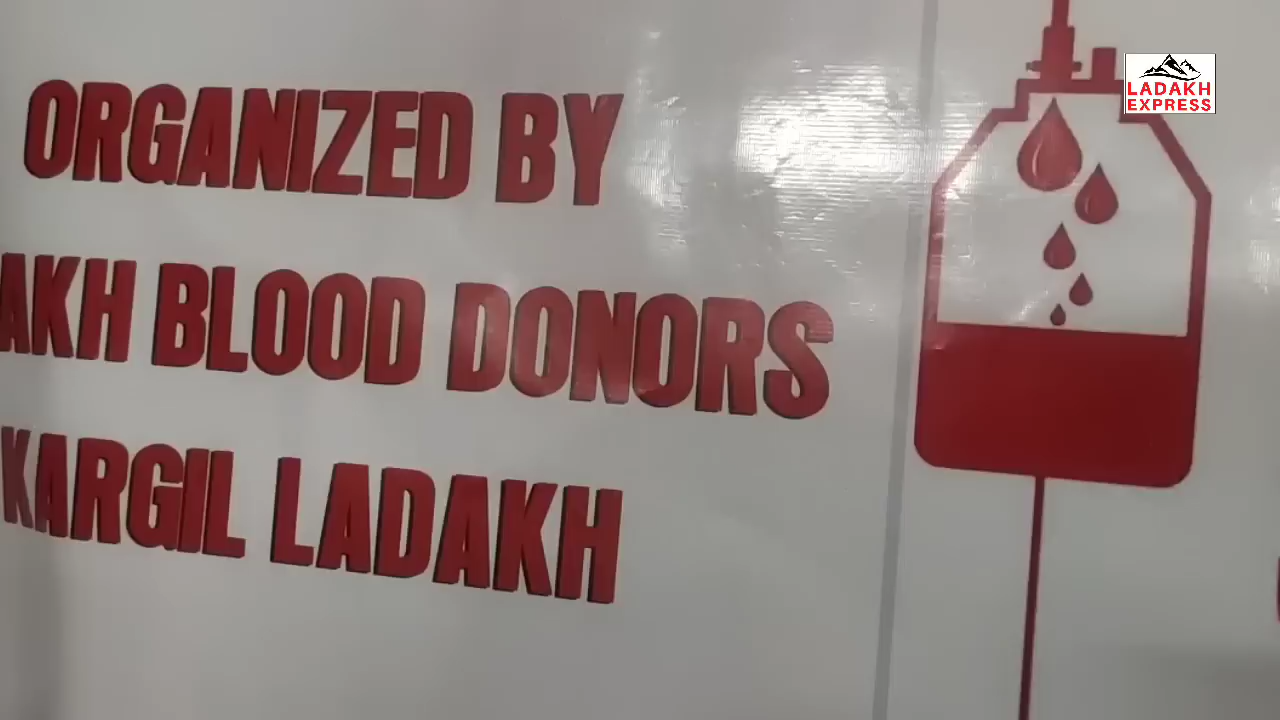 ORGANIZED BY
AKH BLOOD DONORS
KARGIL LADAKH
LADAKH
EXPRESS